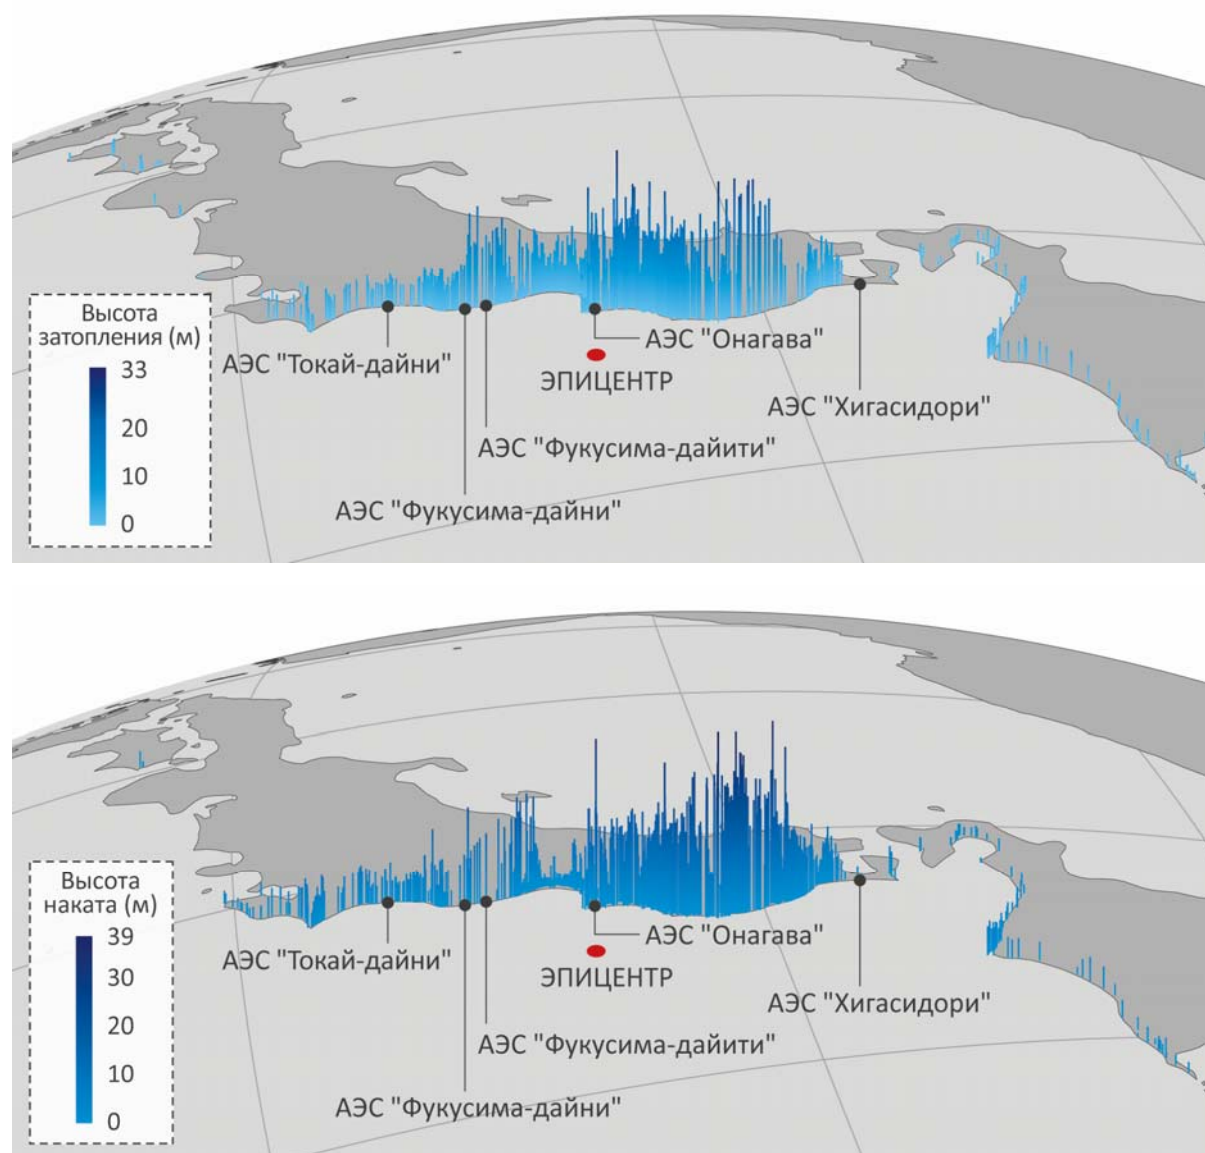 АЭС "Онагава"
Высота
затопления (м)
33
20
10
0
АЭС "Токай-дайни"
ЭПИЦЕНТР
АЭС "Хигасидори"
АЭС "Фукусима-дайити"
АЭС "Фукусима-дайни"
Высота
наката (м)
39
30
20
10
0
АЭС "Онагава"
АЭС "Токай-дайни"
ЭПИЦЕНТР
АЭС "Хигасидори"
АЭС "Фукусима-дайити"
АЭС "Фукусима-дайни"